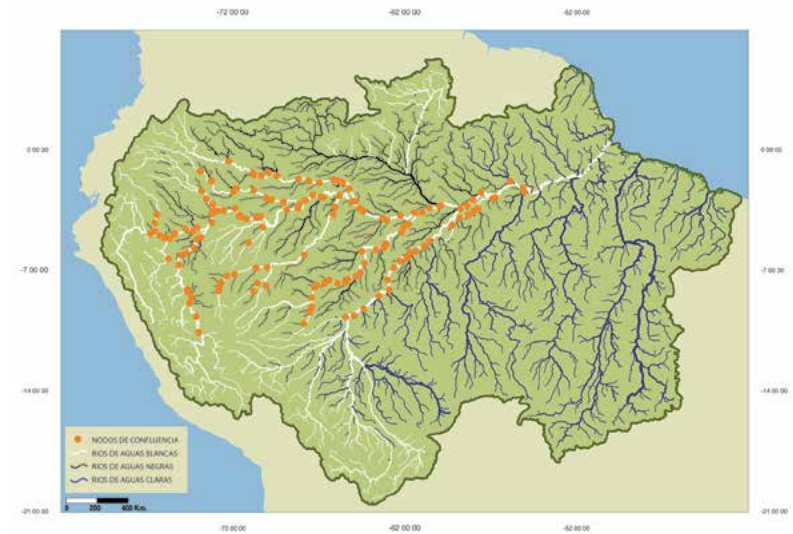 -72 00 00 -62 00 00 -52 00 00
0 00 00 0 00 00
-7 00 00 -7 00 00
-14 00 00 -14 00 00
NODOS DE CONFLUENCIA
RIOS DE AGUAS BLANCAS
RIOS DE AGUAS NEGRAS
RIOS DE AGUAS CLARAS
0 200 400 Km.
-21 00 00 -21 00 00
-72 00 00 -62 00 00 -52 00 00